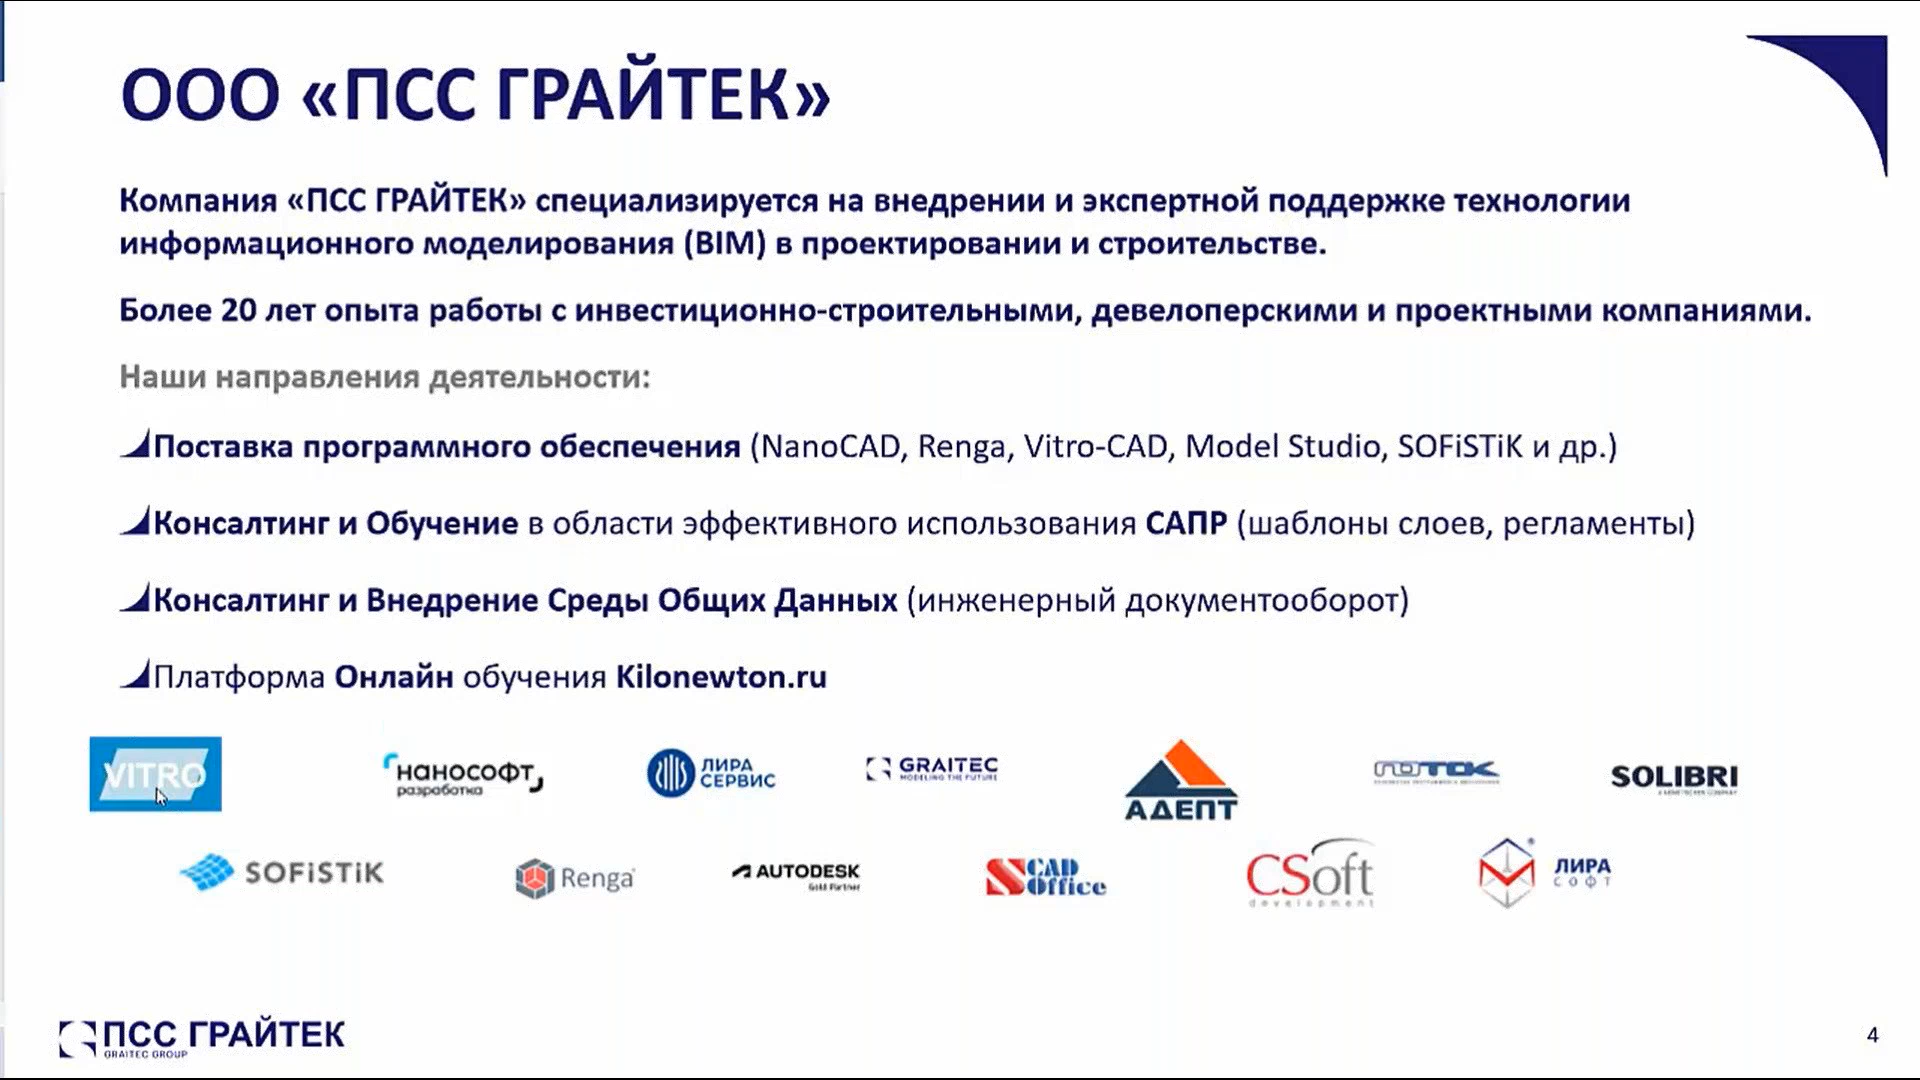 ООО «ПСС ГРАЙТЕК»
Компания «ПСС ГРАЙТЕК» специализируется на внедрении и экспертной поддержке технологии
информационного моделирования (BIM) в проектировании и строительстве.
Более 20 лет опыта работы с инвестиционно-строительными, девелоперскими и проектными компаниями.
Наши направления деятельности:
Поставка программного обеспечения (NanoCAD, Renga, Vitro-CAD, Model Studio, SOFiSTiK и др.)
Консалтинг и Обучение в области эффективного использования САПР (шаблоны слоев, регламенты)
Консалтинг и Внедрение Среды Общих Данных (инженерный документооборот)
Платформа Онлайн обучения Kilonewton.ru
VITRO
нанософт
разработка
ЛИРА
СЕРВИС
GRAITEC
MODELING THE FUTURE
АДЕПТ
ПОТОК
SOLIBRI
SOFiSTiK
Renga
AUTODESK
Gold Partner
SCAD
Office
CSoft
development
ЛИРА
софт
ПСС ГРАЙТЕК
GRAITEC GROUP
4